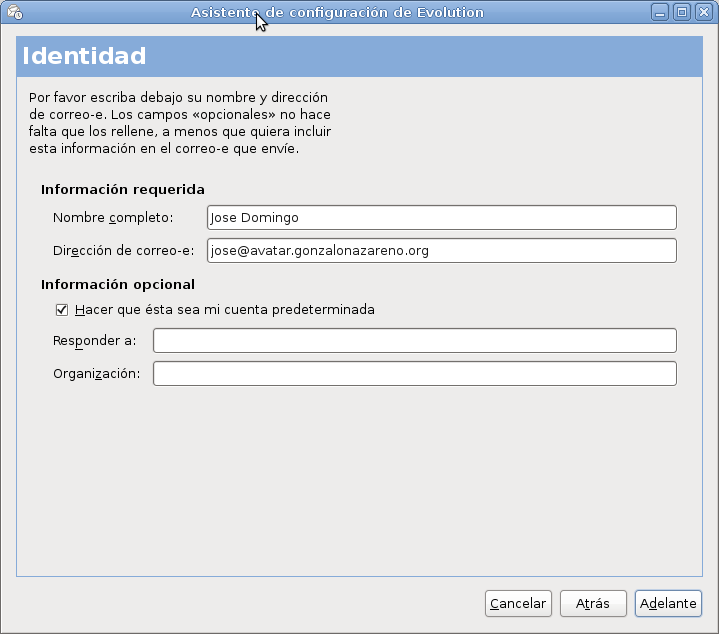 Asistente de configuración de Evolution
Identidad
Por favor escriba debajo su nombre y dirección
de correo-e. Los campos «opcionales» no hace
falta que los rellene, a menos que quiera incluir
esta información en el correo-e que envíe.
Información requerida
Nombre completo: Jose Domingo
Dirección de correo-e: jose@avatar.gonzalonazareno.org
Información opcional
Hacer que ésta sea mi cuenta predeterminada
Responder a:
Organización:
Cancelar Atrás Adelante